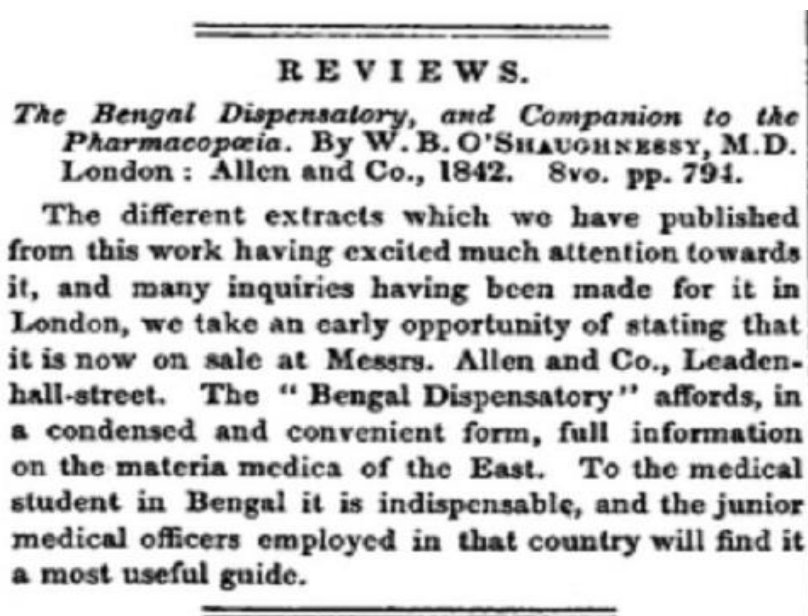 REVIEWS.
The Bengal Dispensatory, and Companion to the
Pharmacopœia. By W. B. O'SHAUGHNESSY, M.D.
London: Allen and Co., 1842. 8vo. pp. 794.
The different extracts which we have published
from this work having excited much attention towards
it, and many inquiries having been made for it in
London, we take an early opportunity of stating that
it is now on sale at Messrs. Allen and Co., Leaden-
hall-street. The "Bengal Dispensatory" affords, in
a condensed and convenient form, full information
on the materia medica of the East. To the medical
student in Bengal it is indispensable, and the junior
medical officers employed in that country will find it
a most useful guide.